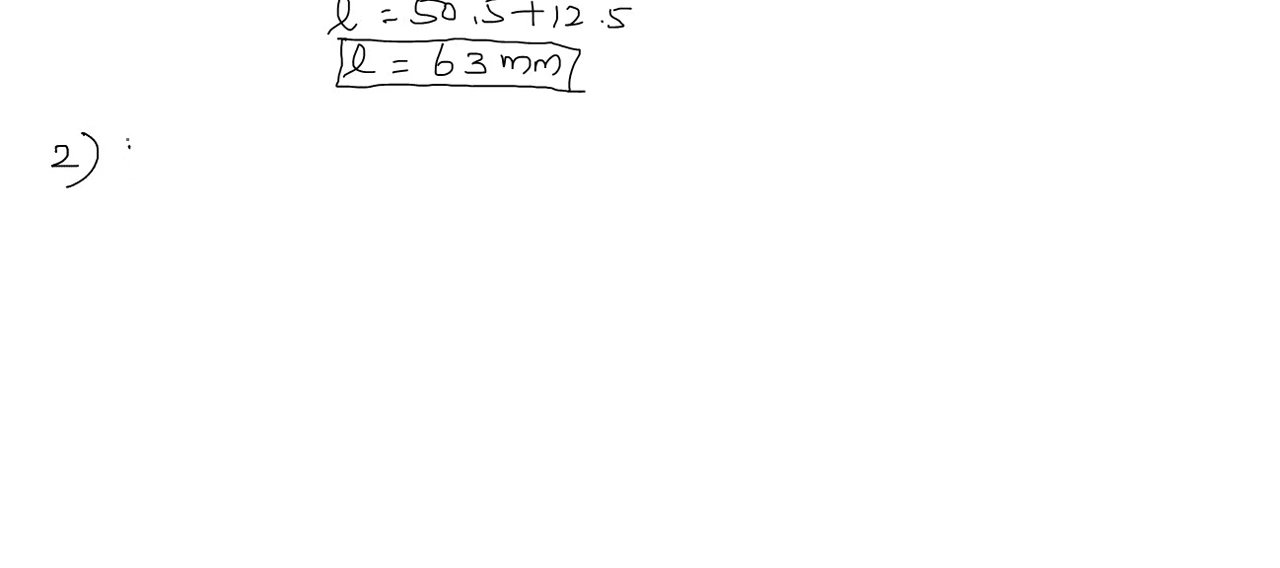 l = 50.5+12.5
l = 63 mm
2) :